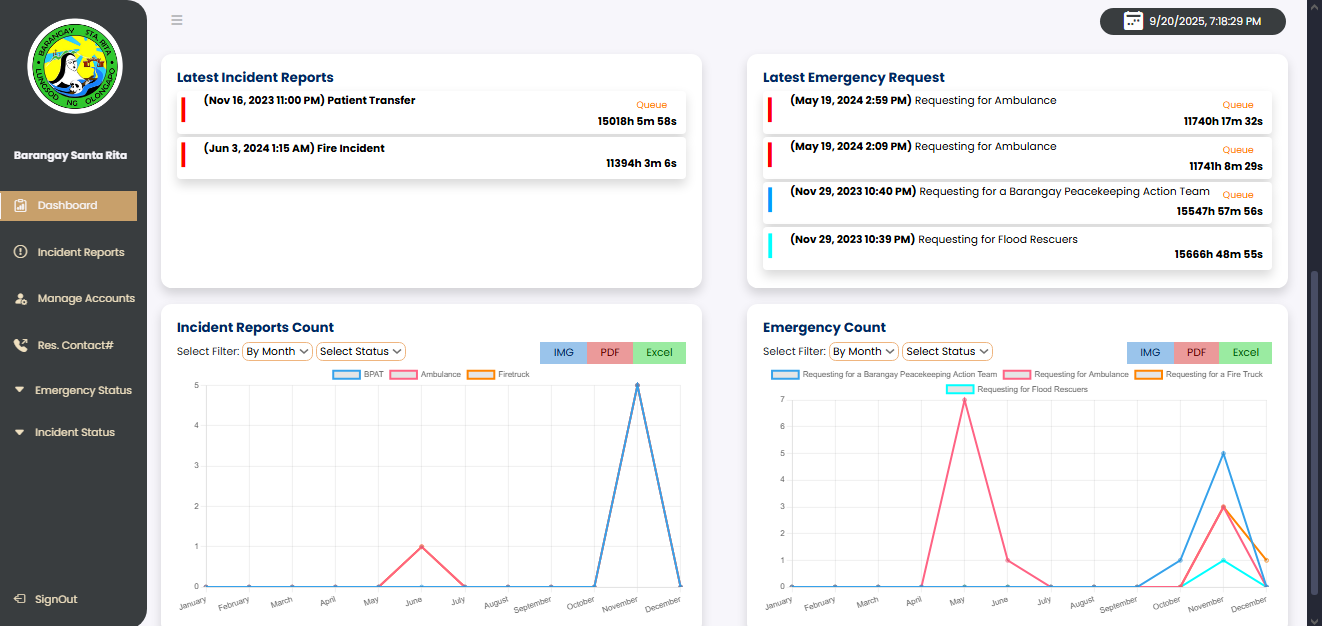 BARANGAY STA RITA
LUNGSOD NG OLONGAPO
Barangay Santa Rita
Dashboard
Incident Reports
Manage Accounts
Res. Contact#
Emergency Status
Incident Status
SignOut
9/20/2025, 7:18:29 PM
Latest Incident Reports
(Nov 16, 2023 11:00 PM) Patient Transfer
Queue
15018h 5m 58s
(Jun 3, 2024 1:15 AM) Fire Incident
11394h 3m 6s
Latest Emergency Request
(May 19, 2024 2:59 PM) Requesting for Ambulance
Queue
11740h 17m 32s
(May 19, 2024 2:09 PM) Requesting for Ambulance
Queue
11741h 8m 29s
(Nov 29, 2023 10:40 PM) Requesting for a Barangay Peacekeeping Action Team
Queue
15547h 57m 56s
(Nov 29, 2023 10:39 PM) Requesting for Flood Rescuers
15666h 48m 55s
Incident Reports Count
Select Filter: By Month Select Status
IMG PDF Excel
BPAT Ambulance Firetruck
5
4
3
2
1
0
January February March April May June July August September October November December
Emergency Count
Select Filter: By Month Select Status
IMG PDF Excel
Requesting for a Barangay Peacekeeping Action Team Requesting for Ambulance Requesting for a Fire Truck
Requesting for Flood Rescuers
7
6
5
4
3
2
1
0
January February March April May June July August September October November December